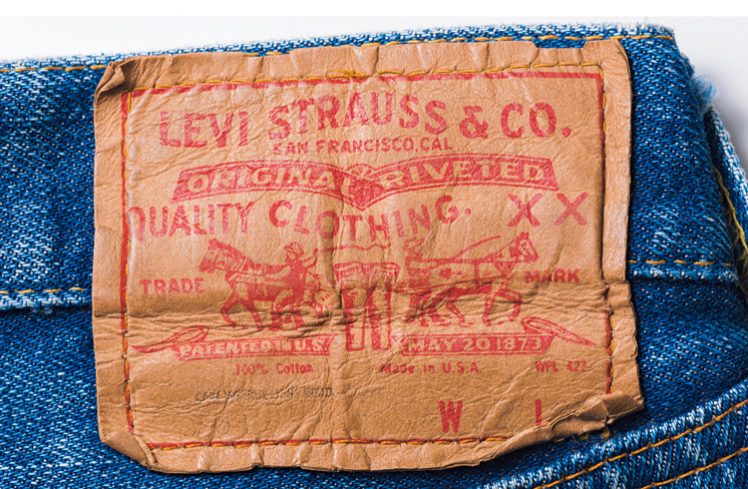 LEVI STRAUSS & CO.
SAN FRANCISCO, CAL
ORIGINAL RIVETED
QUALITY CLOTHING. XX
TRADE MARK
PATENTED IN U.S. MAY 20 1873
100% Cotton Made in U.S.A. WPL 422
W L